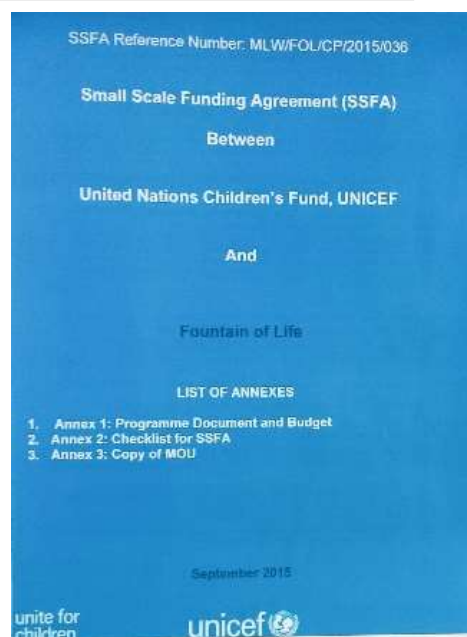 SSFA Reference Number: MLW/FOL/CP/2015/036
Small Scale Funding Agreement (SSFA)
Between
United Nations Children's Fund, UNICEF
And
Fountain of Life
LIST OF ANNEXES
1. Annex 1: Programme Document and Budget
2. Annex 2: Checklist for SSFA
3. Annex 3: Copy of MOU
September 2015
unite for
children
unicef